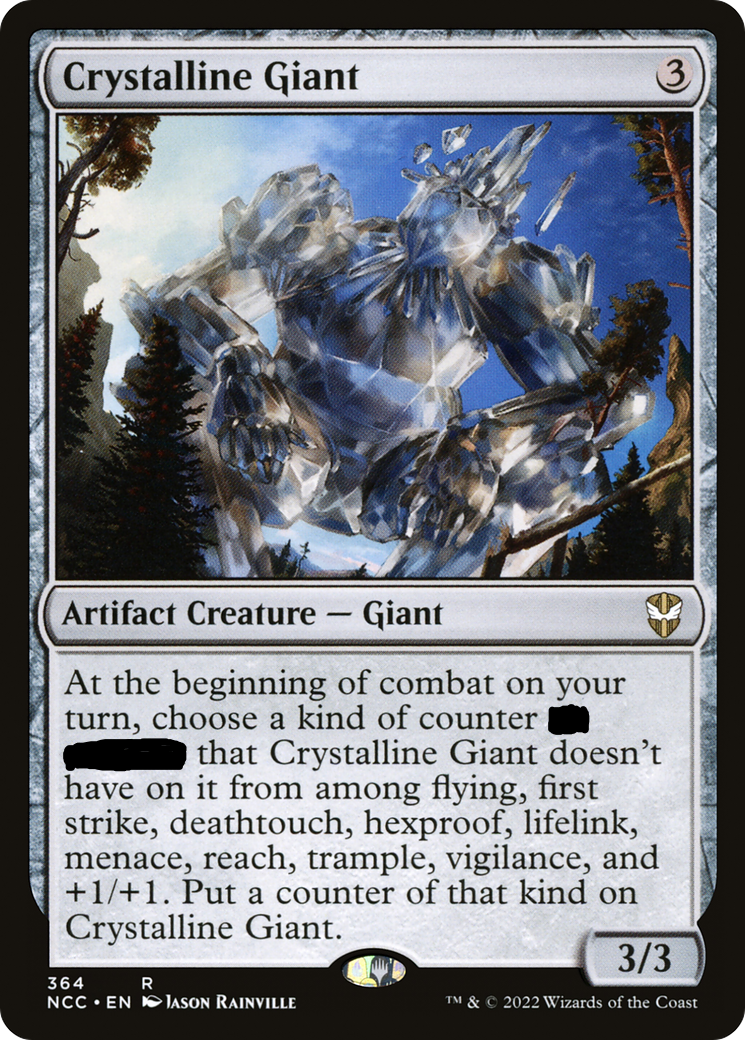 Crystalline Giant
3
Artifact Creature — Giant
At the beginning of combat on your
turn, choose a kind of counter
that Crystalline Giant doesn't
have on it from among flying, first
strike, deathtouch, hexproof, lifelink,
menace, reach, trample, vigilance, and
+1/+1. Put a counter of that kind on
Crystalline Giant.
3/3
364 R
NCC • EN Jason Rainville
™ & © 2022 Wizards of the Coast